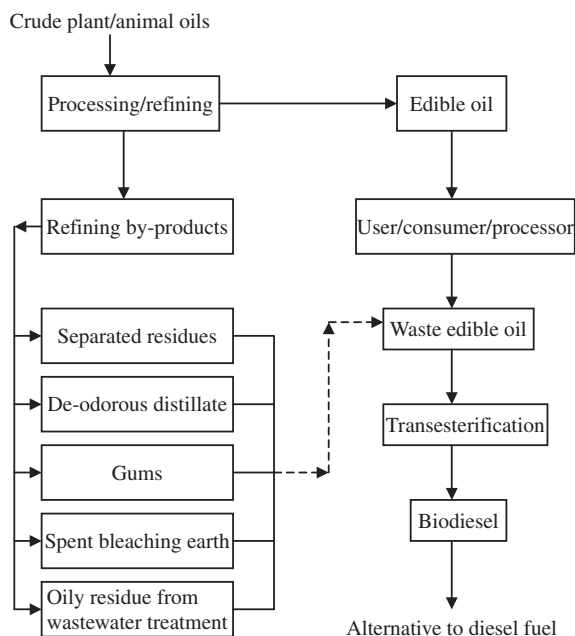 Crude plant/animal oils
Processing/refining
Edible oil
Refining by-products
User/consumer/processor
Separated residues
Waste edible oil
De-odorous distillate
Transesterification
Gums
Biodiesel
Spent bleaching earth
Oily residue from
wastewater treatment
Alternative to diesel fuel